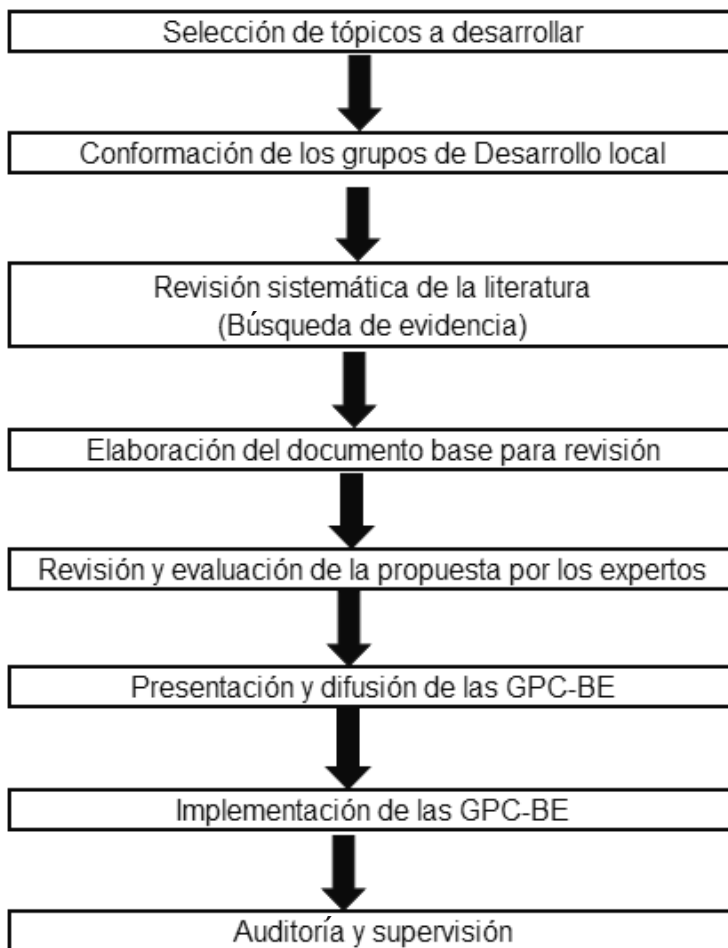 Selección de tópicos a desarrollar
Conformación de los grupos de Desarrollo local
Revisión sistemática de la literatura
(Búsqueda de evidencia)
Elaboración del documento base para revisión
Revisión y evaluación de la propuesta por los expertos
Presentación y difusión de las GPC-BE
Implementación de las GPC-BE
Auditoría y supervisión